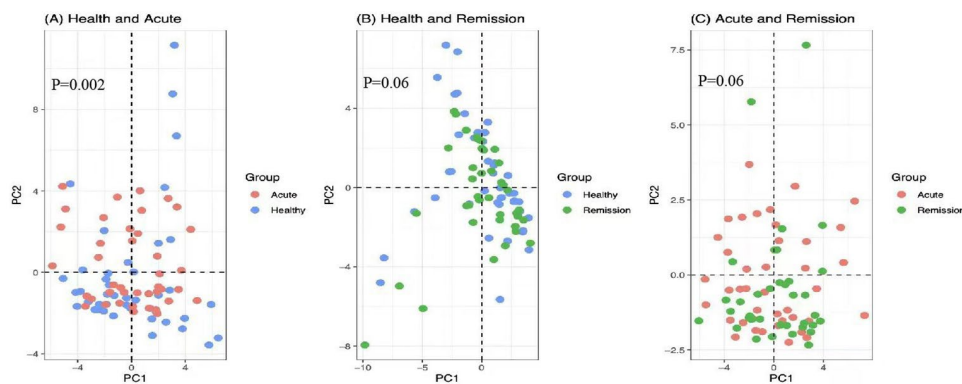 (A) Health and Acute
P=0.002
8
4
0
−4
PC2
−4
0
4
PC1
Group
Acute
Healthy
(B) Health and Remission
P=0.06
4
0
−4
−8
PC2
−10
−5
0
PC1
Group
Healthy
Remission
(C) Acute and Remission
P=0.06
7.5
5.0
2.5
0.0
−2.5
PC2
−4
0
4
PC1
Group
Acute
Remission